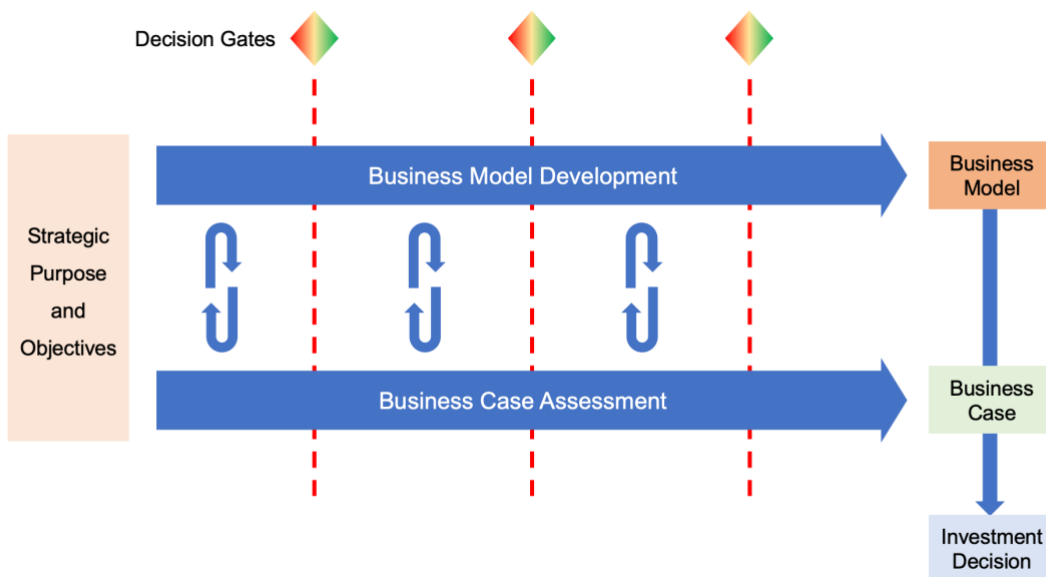 Decision Gates
Strategic
Purpose
and
Objectives
Business Model Development
Business Case Assessment
Business
Model
Business
Case
Investment
Decision